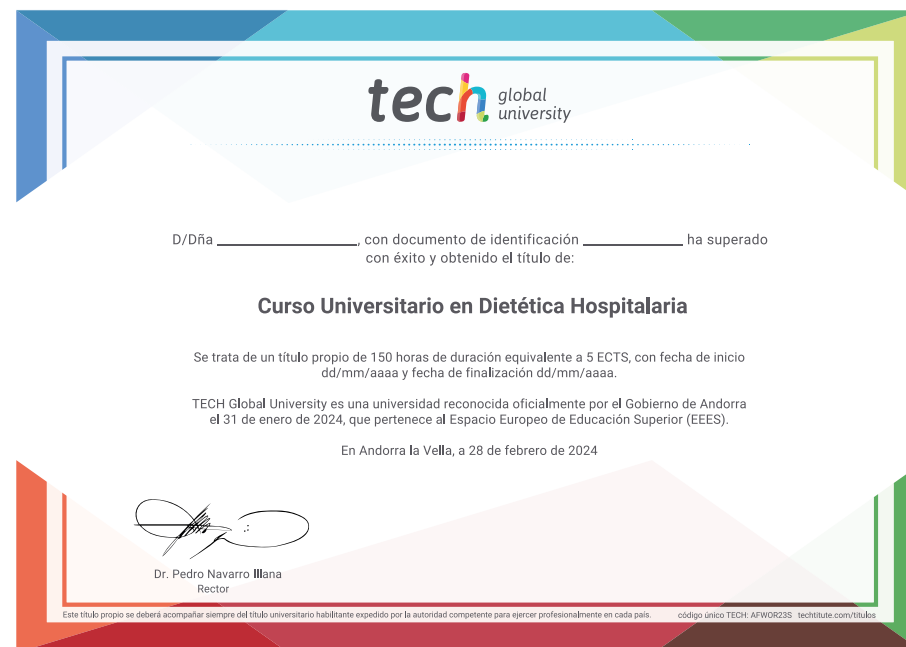 tech global university
D/Dña ____________________, con documento de identificación ______________ ha superado
con éxito y obtenido el título de:
Curso Universitario en Dietética Hospitalaria
Se trata de un título propio de 150 horas de duración equivalente a 5 ECTS, con fecha de inicio
dd/mm/aaaa y fecha de finalización dd/mm/aaaa.
TECH Global University es una universidad reconocida oficialmente por el Gobierno de Andorra
el 31 de enero de 2024, que pertenece al Espacio Europeo de Educación Superior (EEES).
En Andorra la Vella, a 28 de febrero de 2024
Dr. Pedro Navarro Illana
Rector
Este título propio se deberá acompañar siempre del título universitario habilitante expedido por la autoridad competente para ejercer profesionalmente en cada país. código único TECH: AFWOR23S techtitute.com/titulos